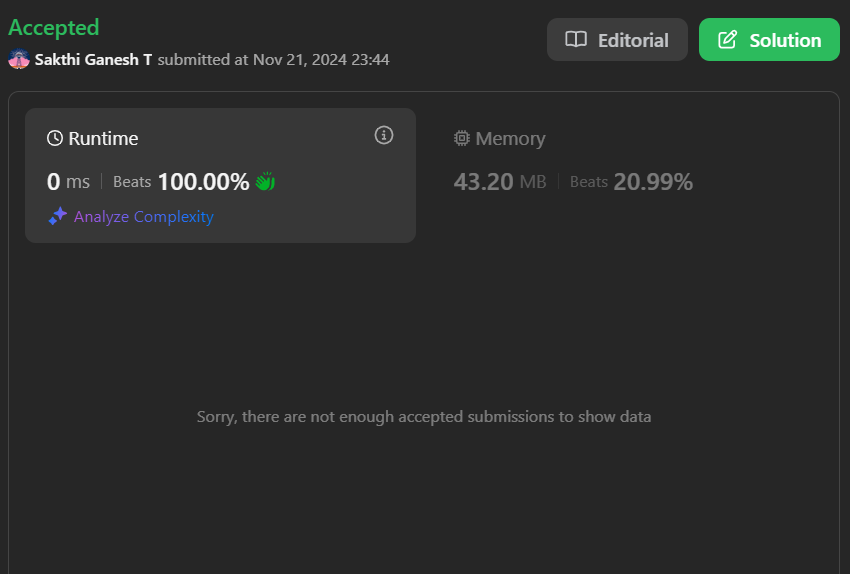 Accepted
Editorial
Solution
Sakthi Ganesh T submitted at Nov 21, 2024 23:44
Runtime
Memory
0 ms Beats 100.00%
43.20 MB Beats 20.99%
Analyze Complexity
Sorry, there are not enough accepted submissions to show data